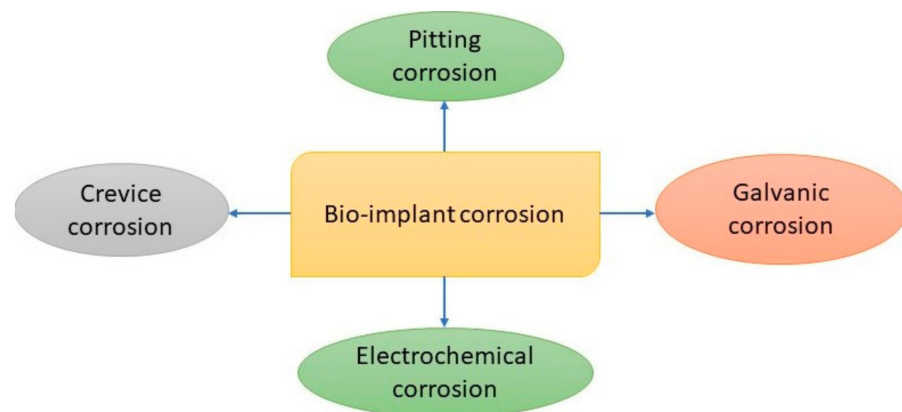 Pitting
corrosion
Crevice
corrosion
Bio-implant corrosion
Galvanic
corrosion
Electrochemical
corrosion